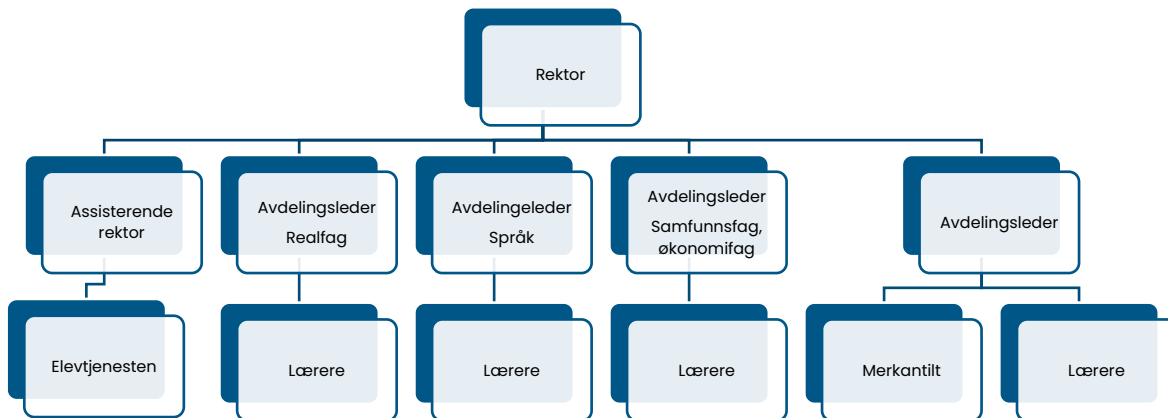 Rektor
Assisterende
rektor
Avdelingsleder
Realfag
Avdelingeleder
Språk
Avdelingsleder
Samfunnsfag,
økonomifag
Avdelingsleder
Elevtjenesten
Lærere
Lærere
Lærere
Merkantilt
Lærere